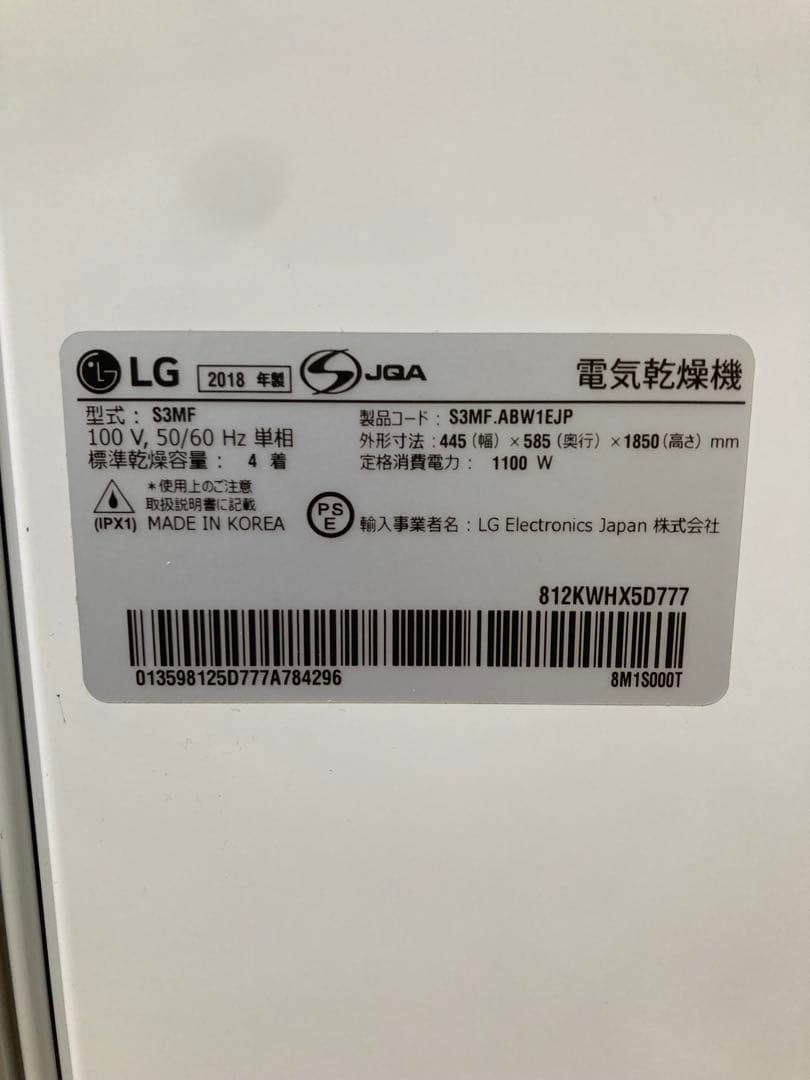 LG 2018 年製 S JQA 電気乾燥機
型式 : S3MF
製品コード : S3MF.ABW1EJP
100 V, 50/60 Hz 単相
外形寸法 : 445 (幅) × 585 (奥行) × 1850 (高さ) mm
標準乾燥容量 : 4 着
定格消費電力 : 1100 W
＊使用上のご注意
取扱説明書に記載
(IPX1) MADE IN KOREA
PS
E
輸入事業者名 : LG Electronics Japan 株式会社
812KWHX5D777
013598125D777A784296
8M1S000T